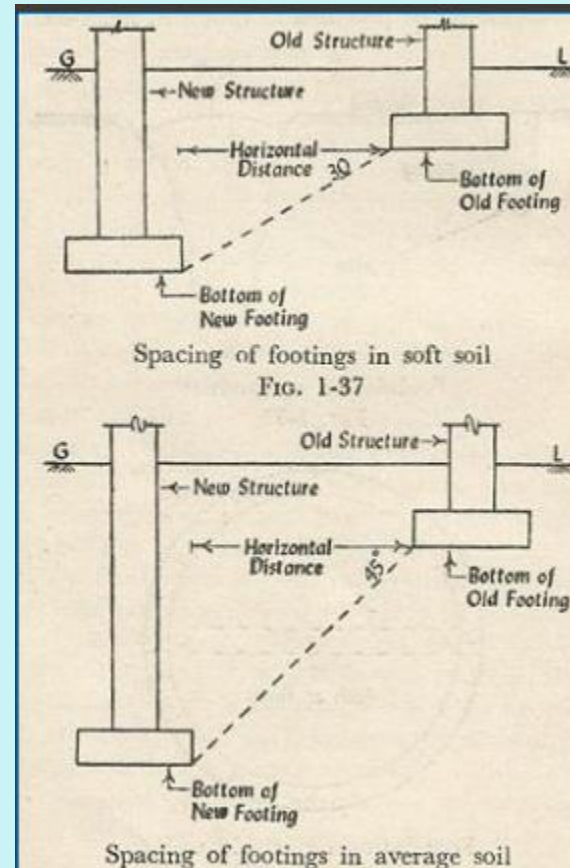 Old Structure
G
L
New Structure
Horizontal
Distance
30
Bottom of
Old Footing
Bottom of
New Footing
Spacing of footings in soft soil
FIG. 1-37
Old Structure
G
L
New Structure
Horizontal
Distance
45°
Bottom of
Old Footing
Bottom of
New Footing
Spacing of footings in average soil